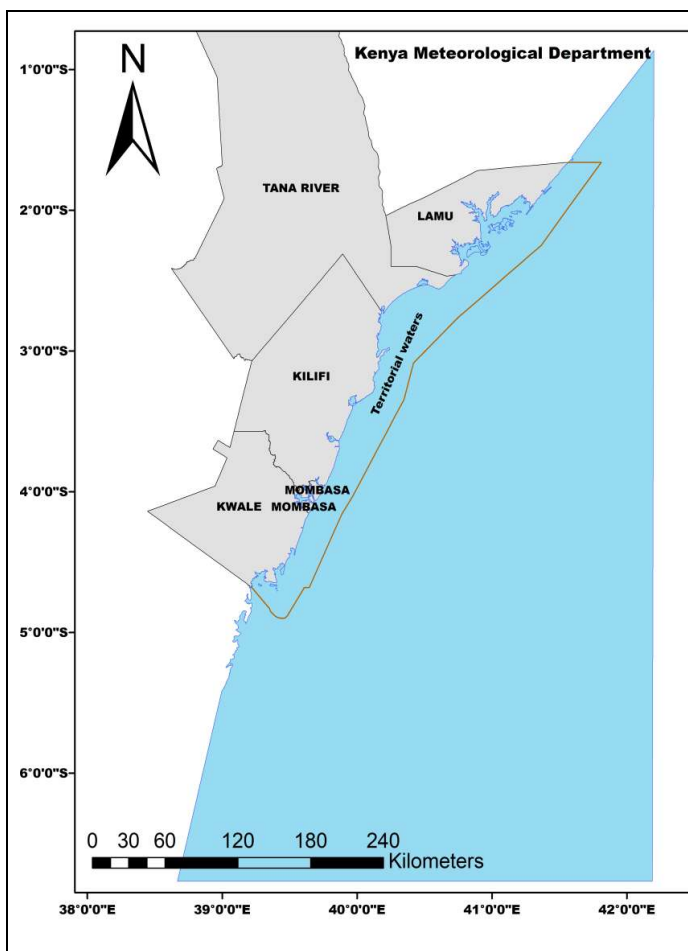 Kenya Meteorological Department
N
1°0'0"S
2°0'0"S
3°0'0"S
4°0'0"S
5°0'0"S
6°0'0"S
TANA RIVER
LAMU
Territorial waters
KILIFI
MOMBASA
KWALE MOMBASA
0 30 60 120 180 240
Kilometers
38°0'0"E 39°0'0"E 40°0'0"E 41°0'0"E 42°0'0"E